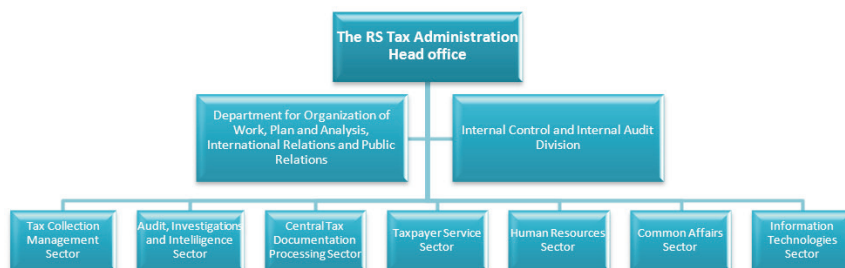 The RS Tax Administration
Head office
Department for Organization of
Work, Plan and Analysis,
International Relations and Public
Relations
Internal Control and Internal Audit
Division
Tax Collection
Management
Sector
Audit, Investigations
and Inteliligence
Sector
Central Tax
Documentation
Processing Sector
Taxpayer Service
Sector
Human Resources
Sector
Common Affairs
Sector
Information
Technologies
Sector